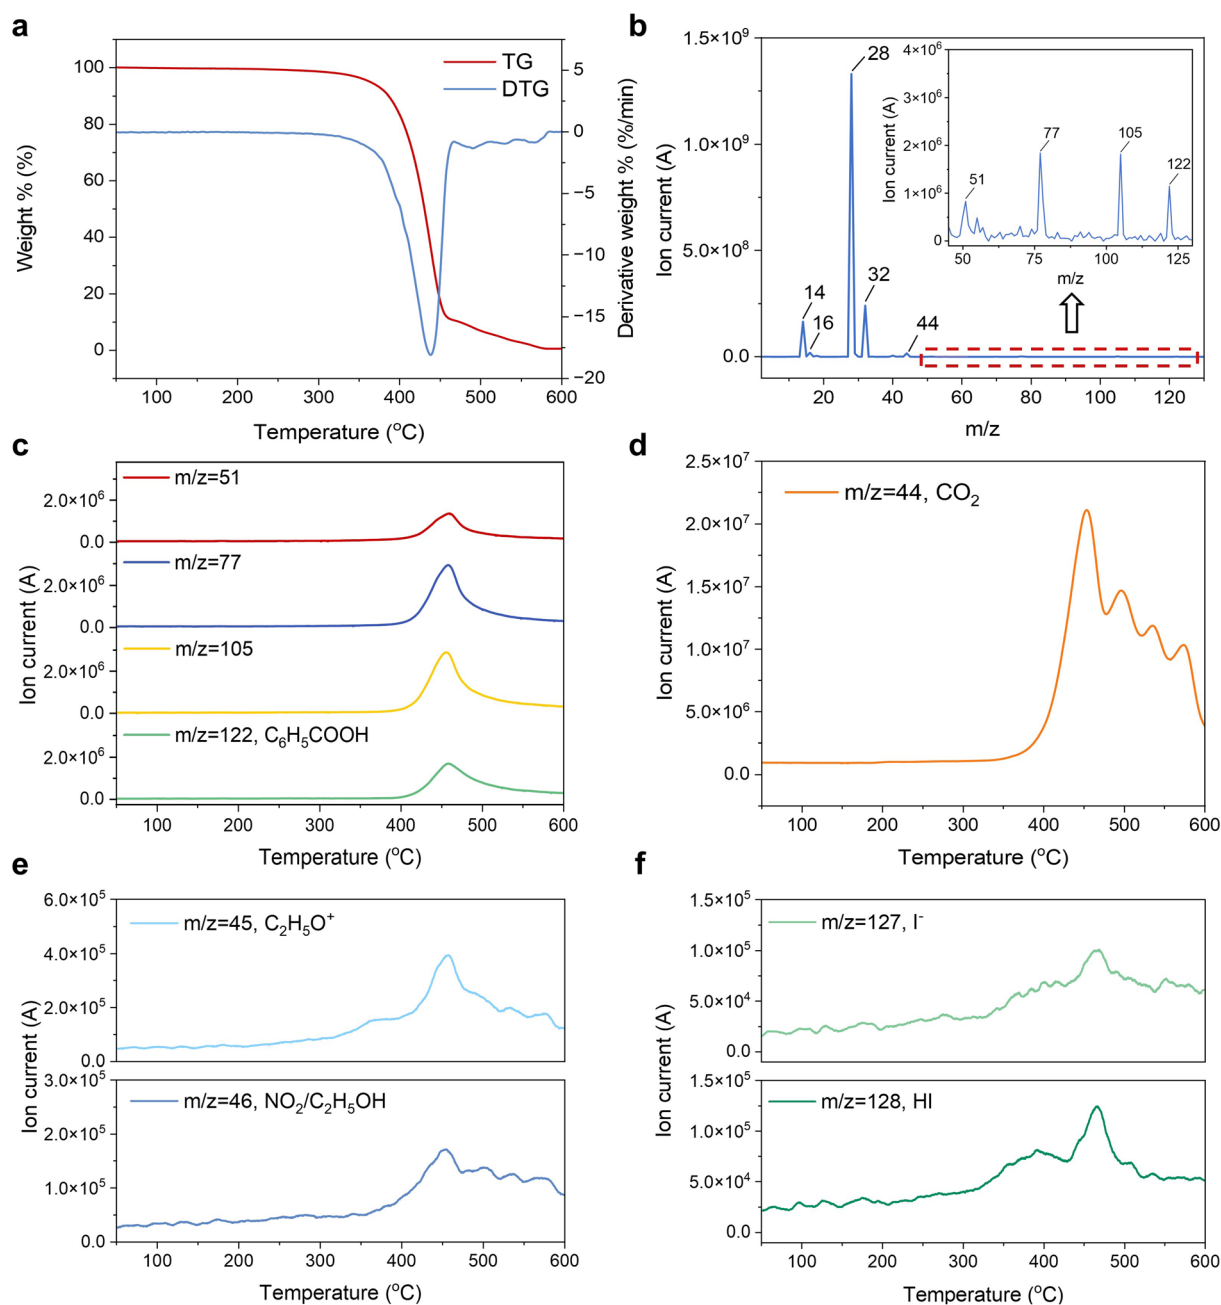 a
TG
DTG
100
80
60
40
20
0
5
0
−5
−10
−15
−20
Weight % (%)
Derivative weight % (%/min)
100 200 300 400 500 600
Temperature (°C)
b
1.5×10⁹
1.0×10⁹
5.0×10⁸
0.0
Ion current (A)
14
16
28
32
44
20 40 60 80 100 120
m/z
4×10⁶
3×10⁶
2×10⁶
1×10⁶
0
Ion current (A)
51
77
105
122
50 75 100 125
m/z
c
m/z=51
2.0×10⁶
0.0
m/z=77
2.0×10⁶
0.0
m/z=105
2.0×10⁶
0.0
m/z=122, C₆H₅COOH
2.0×10⁶
0.0
Ion current (A)
100 200 300 400 500 600
Temperature (°C)
d
m/z=44, CO₂
2.5×10⁷
2.0×10⁷
1.5×10⁷
1.0×10⁷
5.0×10⁶
0.0
Ion current (A)
100 200 300 400 500 600
Temperature (°C)
e
m/z=45, C₂H₅O⁺
6.0×10⁵
4.0×10⁵
2.0×10⁵
0.0
m/z=46, NO₂/C₂H₅OH
3.0×10⁵
2.0×10⁵
1.0×10⁵
0.0
Ion current (A)
100 200 300 400 500 600
Temperature (°C)
f
m/z=127, I⁻
1.5×10⁵
1.0×10⁵
5.0×10⁴
0.0
m/z=128, HI
1.5×10⁵
1.0×10⁵
5.0×10⁴
0.0
Ion current (A)
100 200 300 400 500 600
Temperature (°C)